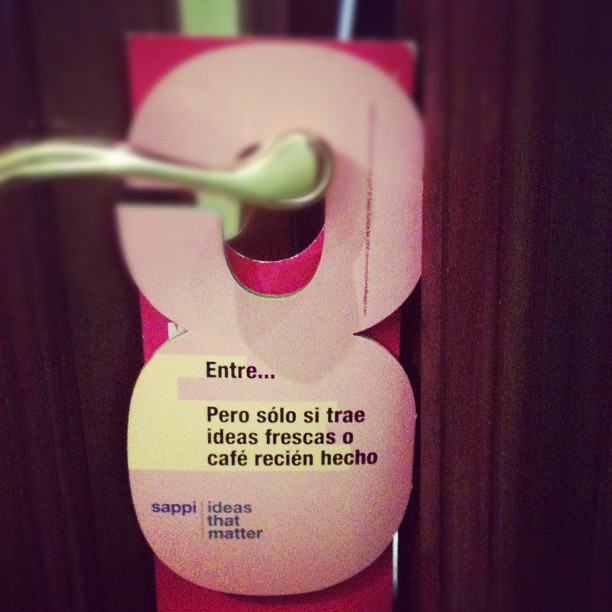 Entre...
Pero sólo si trae
ideas frescas o
café recién hecho
sappi
ideas
that
matter